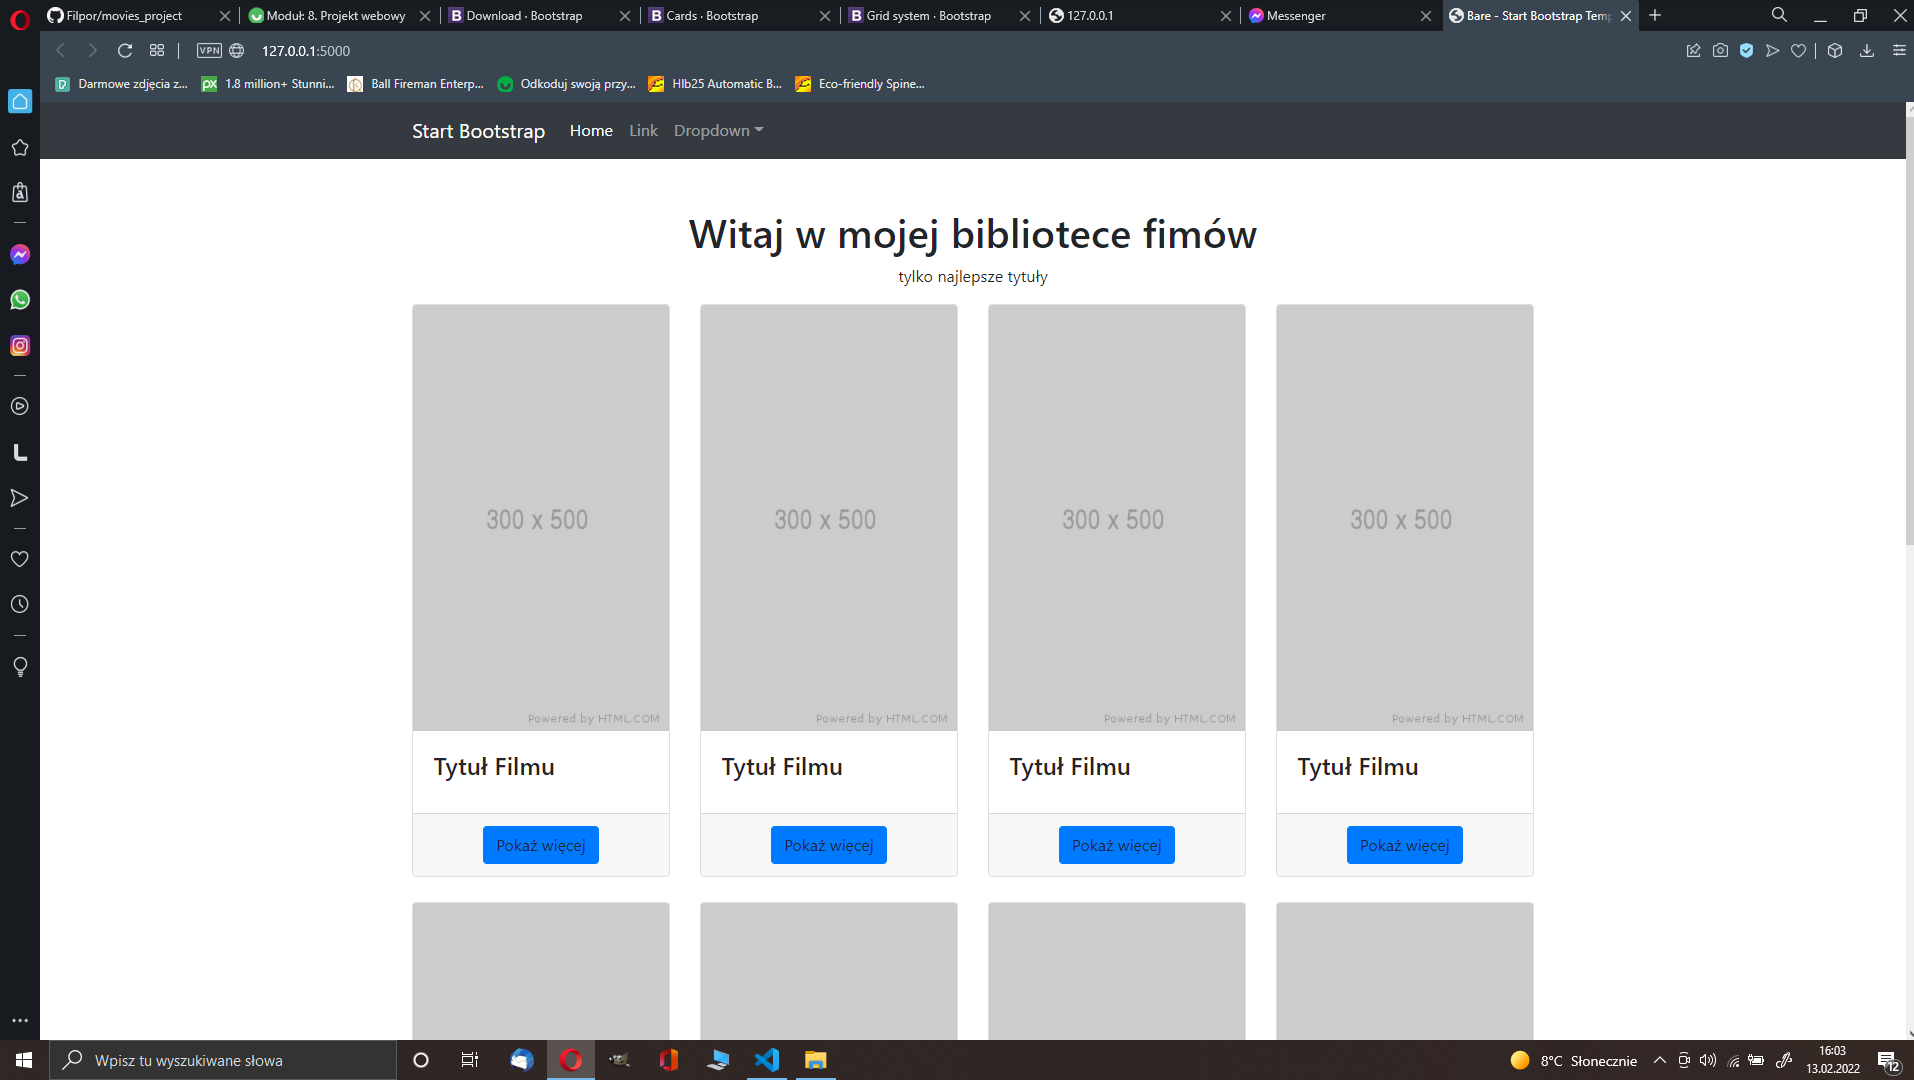 Filpor/movies_project
Moduł: 8. Projekt webowy
Download · Bootstrap
Cards · Bootstrap
Grid system · Bootstrap
127.0.0.1
Messenger
Bare - Start Bootstrap Temp
VPN
127.0.0.1:5000
Darmowe zdjęcia z...
1.8 million+ Stunni...
Ball Fireman Enterp...
Odkoduj swoją przy...
Hlb25 Automatic B...
Eco-friendly Spine...
Start Bootstrap
Home
Link
Dropdown
Witaj w mojej bibliotece fimów
tylko najlepsze tytuły
300 x 500
300 x 500
300 x 500
300 x 500
Powered by HTML.COM
Powered by HTML.COM
Powered by HTML.COM
Powered by HTML.COM
Tytuł Filmu
Tytuł Filmu
Tytuł Filmu
Tytuł Filmu
Pokaż więcej
Pokaż więcej
Pokaż więcej
Pokaż więcej
Wpisz tu wyszukiwane słowa
8°C Słonecznie
16:03
13.02.2022
12